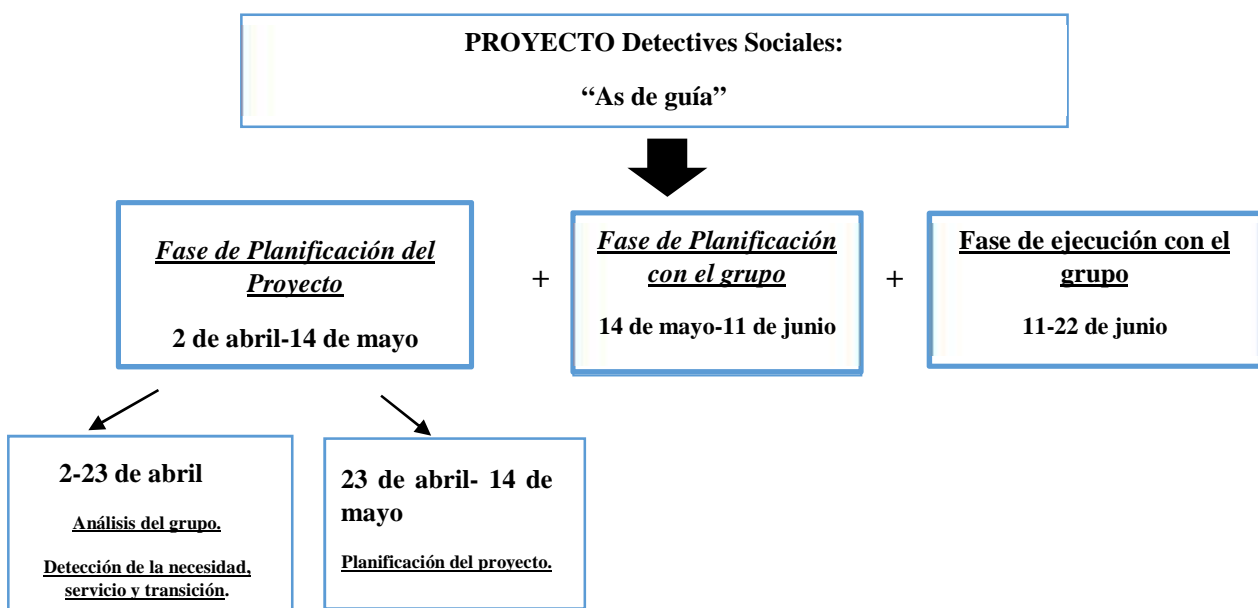 PROYECTO Detectives Sociales:
“As de guía”
Fase de Planificación del
Proyecto
2 de abril-14 de mayo
+
Fase de Planificación
con el grupo
14 de mayo-11 de junio
+
Fase de ejecución con el
grupo
11-22 de junio
2-23 de abril
Análisis del grupo.
Detección de la necesidad,
servicio y transición.
23 de abril- 14 de
mayo
Planificación del proyecto.